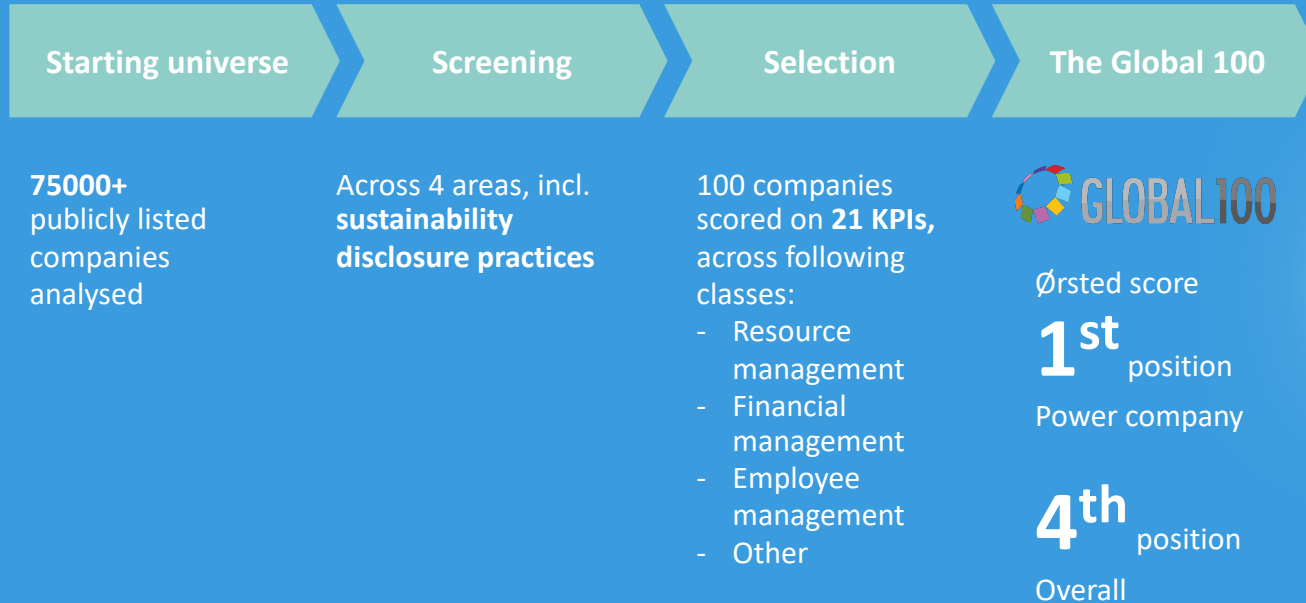 Starting universe
Screening
Selection
The Global 100
75000+
publicly listed
companies
analysed
Across 4 areas, incl.
sustainability
disclosure practices
100 companies
scored on 21 KPIs,
across following
classes:
- Resource
management
- Financial
management
- Employee
management
- Other
GLOBAL100
Ørsted score
1st position
Power company
4th position
Overall